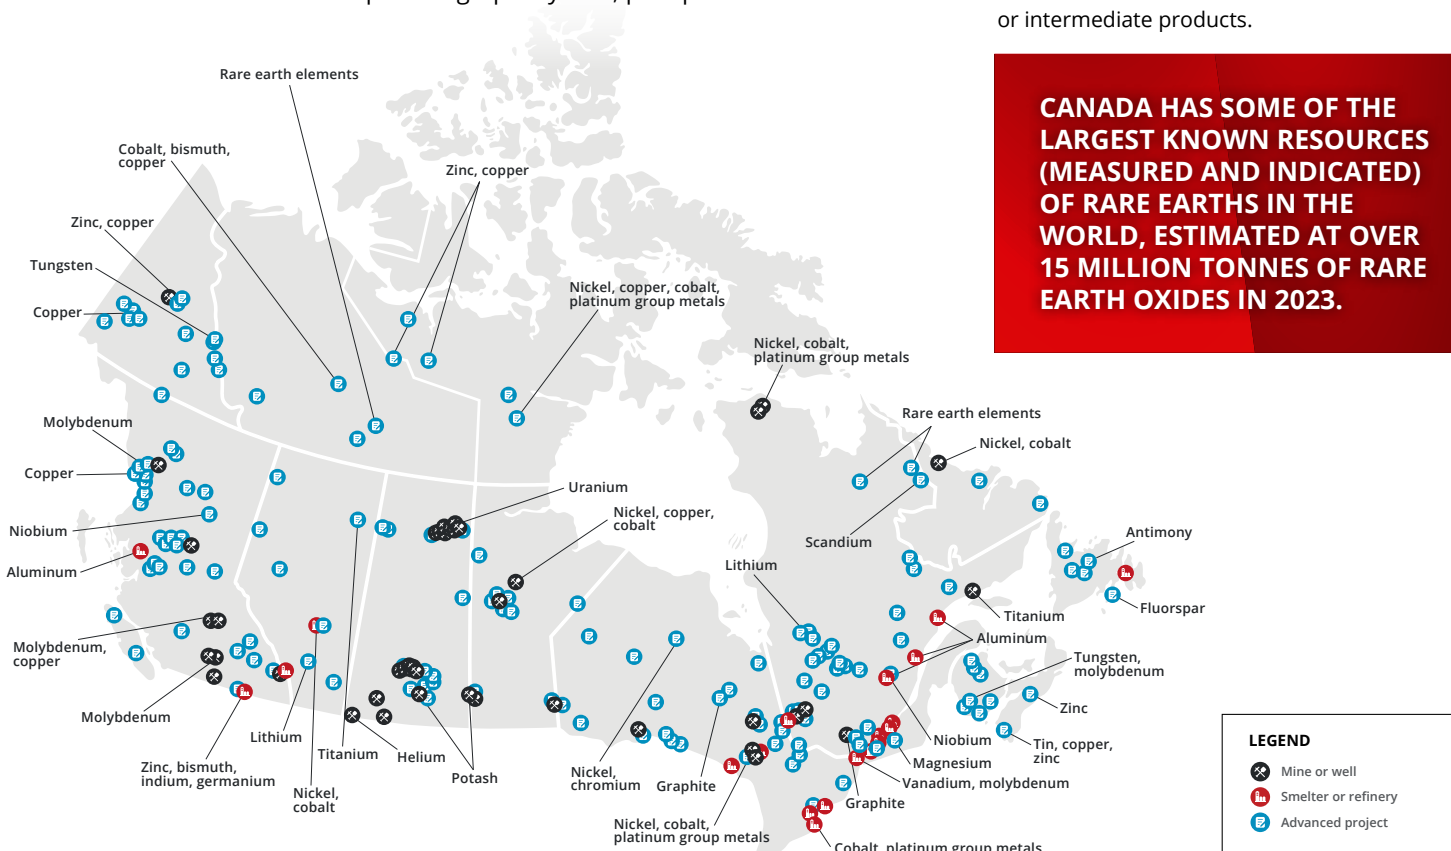 or intermediate products.
CANADA HAS SOME OF THE
LARGEST KNOWN RESOURCES
(MEASURED AND INDICATED)
OF RARE EARTHS IN THE
WORLD, ESTIMATED AT OVER
15 MILLION TONNES OF RARE
EARTH OXIDES IN 2023.
Rare earth elements
Cobalt, bismuth,
copper
Zinc, copper
Zinc, copper
Tungsten
Copper
Nickel, copper, cobalt,
platinum group metals
Nickel, cobalt,
platinum group metals
Molybdenum
Copper
Rare earth elements
Nickel, cobalt
Uranium
Nickel, copper,
cobalt
Niobium
Aluminum
Scandium
Antimony
Lithium
Fluorspar
Titanium
Aluminum
Molybdenum,
copper
Tungsten,
molybdenum
Molybdenum
Zinc
Lithium
Titanium
Helium
Potash
Zinc, bismuth,
indium, germanium
Nickel,
cobalt
Nickel,
chromium
Graphite
Niobium
Tin, copper,
zinc
Magnesium
Vanadium, molybdenum
Graphite
Nickel, cobalt,
platinum group metals
Cobalt, platinum group metals
LEGEND
Mine or well
Smelter or refinery
Advanced project